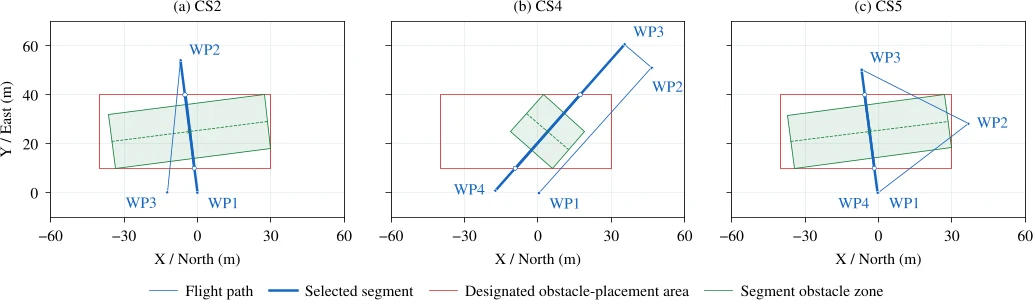 (a) CS2
(b) CS4
(c) CS5
Y / East (m)
60
40
20
0
WP2
WP3
WP1
−60
−30
0
30
60
X / North (m)
WP3
WP2
WP4
WP1
−60
−30
0
30
60
X / North (m)
WP3
WP2
WP4
WP1
−60
−30
0
30
60
X / North (m)
Flight path
Selected segment
Designated obstacle-placement area
Segment obstacle zone